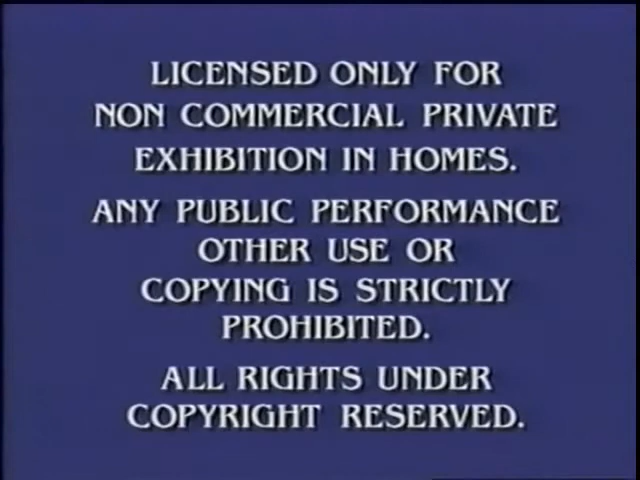 LICENSED ONLY FOR
NON COMMERCIAL PRIVATE
EXHIBITION IN HOMES.
ANY PUBLIC PERFORMANCE
OTHER USE OR
COPYING IS STRICTLY
PROHIBITED.
ALL RIGHTS UNDER
COPYRIGHT RESERVED.